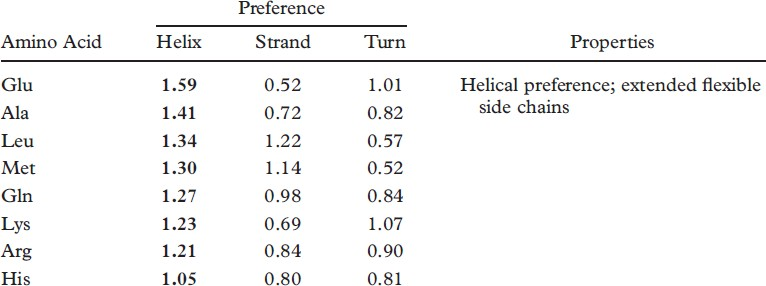 Preference
Amino Acid Helix Strand Turn Properties
Glu 1.59 0.52 1.01 Helical preference; extended flexible
Ala 1.41 0.72 0.82 side chains
Leu 1.34 1.22 0.57
Met 1.30 1.14 0.52
Gln 1.27 0.98 0.84
Lys 1.23 0.69 1.07
Arg 1.21 0.84 0.90
His 1.05 0.80 0.81